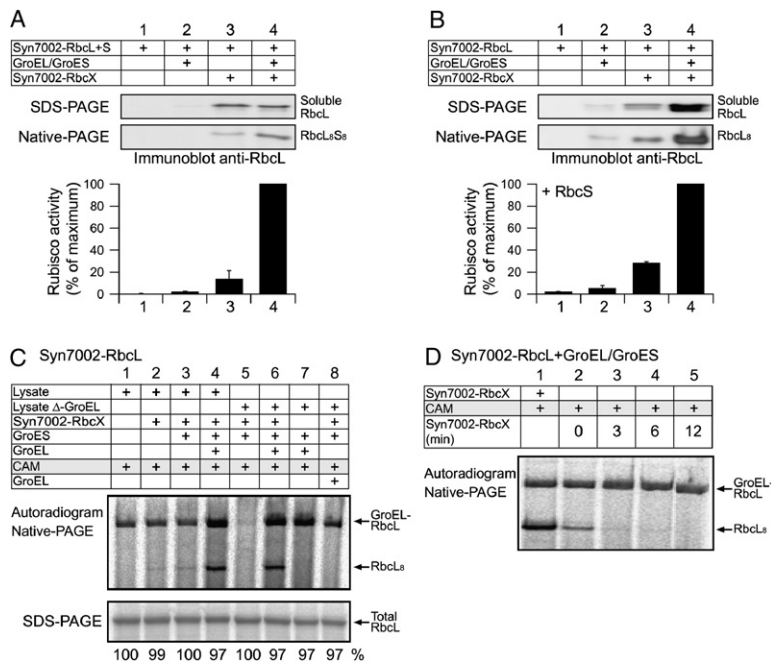 A
1 2 3 4
Syn7002-RbcL+S + + + +
GroEL/GroES + +
Syn7002-RbcX + +
SDS-PAGE Soluble RbcL
Native-PAGE RbcL₈S₈
Immunoblot anti-RbcL
Rubisco activity (% of maximum)
100
80
60
40
20
0
1 2 3 4
B
1 2 3 4
Syn7002-RbcL + + + +
GroEL/GroES + +
Syn7002-RbcX + +
SDS-PAGE Soluble RbcL
Native-PAGE RbcL₈
Immunoblot anti-RbcL
+ RbcS
Rubisco activity (% of maximum)
100
80
60
40
20
0
1 2 3 4
C Syn7002-RbcL
1 2 3 4 5 6 7 8
Lysate + + + +
Lysate Δ-GroEL + + + +
Syn7002-RbcX + + + + + +
GroES + + + + + +
GroEL + + +
CAM + + + + + + + +
GroEL +
Autoradiogram
Native-PAGE
GroEL-RbcL
RbcL₈
SDS-PAGE Total RbcL
100 99 100 97 100 97 97 97 %
D Syn7002-RbcL+GroEL/GroES
1 2 3 4 5
Syn7002-RbcX +
CAM + + + + +
Syn7002-RbcX (min) 0 3 6 12
Autoradiogram
Native-PAGE
GroEL-RbcL
RbcL₈